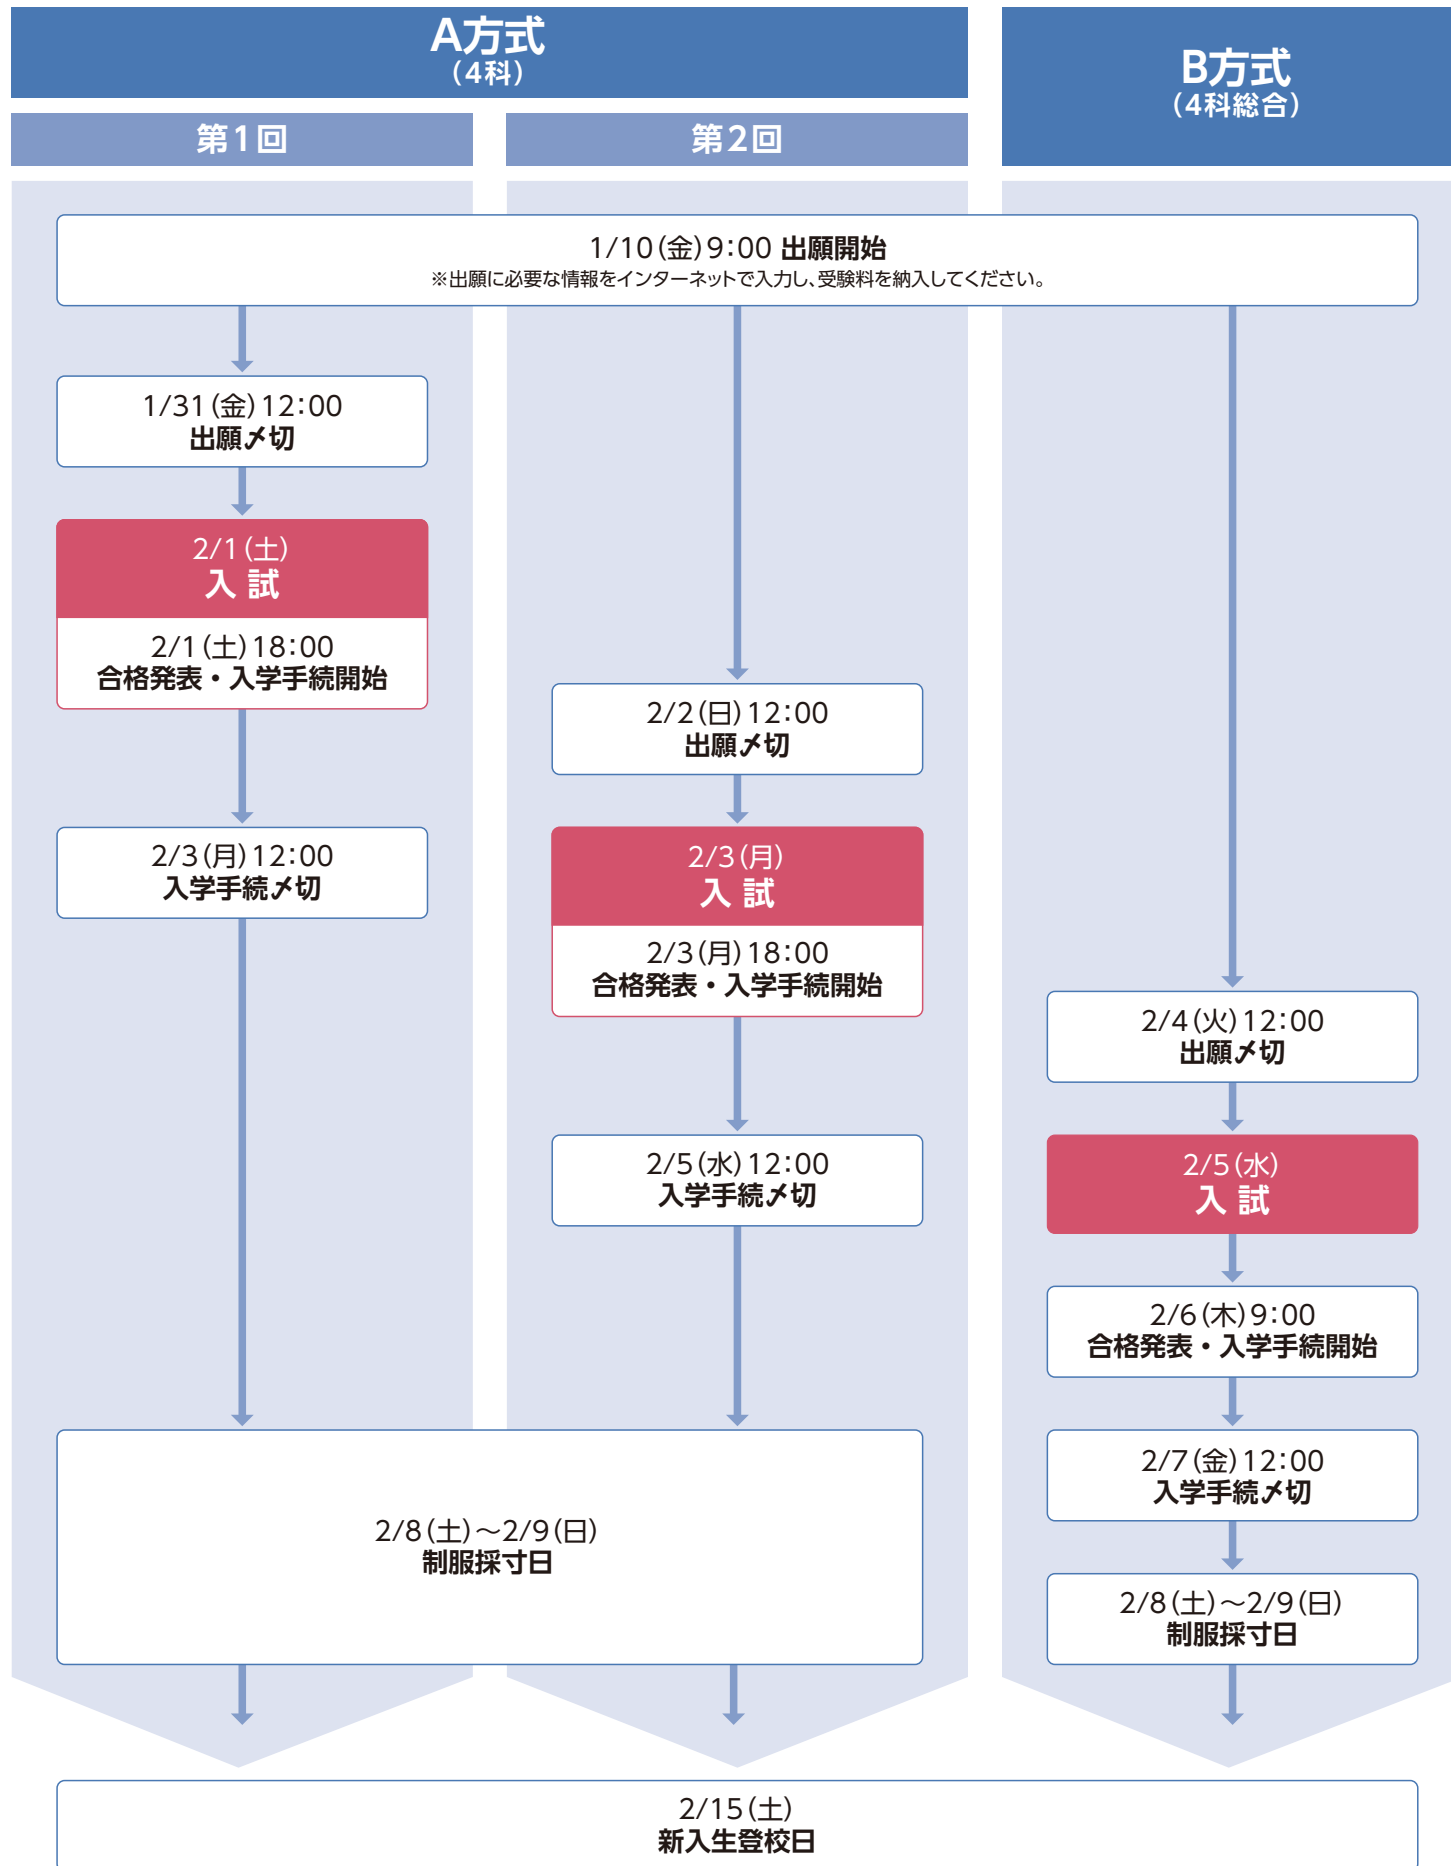 A方式
（4科）
B方式
（4科総合）
第1回
第2回
1/10（金）9：00 出願開始
※出願に必要な情報をインターネットで入力し、受験料を納入してください。
1/31（金）12：00
出願〆切
2/1（土）
入 試
2/1（土）18：00
合格発表・入学手続開始
2/3（月）12：00
入学手続〆切
2/2（日）12：00
出願〆切
2/3（月）
入 試
2/3（月）18：00
合格発表・入学手続開始
2/5（水）12：00
入学手続〆切
2/8（土）～2/9（日）
制服採寸日
2/4（火）12：00
出願〆切
2/5（水）
入 試
2/6（木）9：00
合格発表・入学手続開始
2/7（金）12：00
入学手続〆切
2/8（土）～2/9（日）
制服採寸日
2/15（土）
新入生登校日